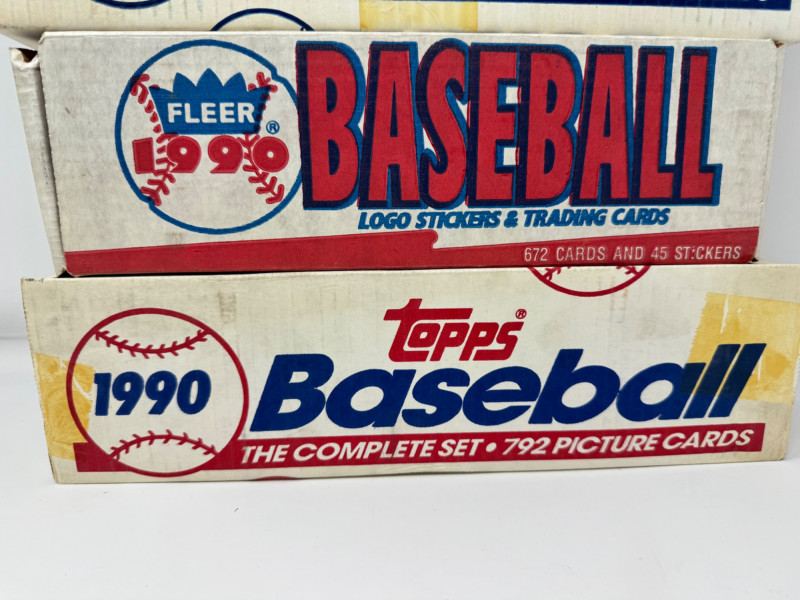 FLEER®
1990
BASEBALL
LOGO STICKERS & TRADING CARDS
672 CARDS AND 45 STICKERS
Topps®
1990
Baseball
THE COMPLETE SET • 792 PICTURE CARDS